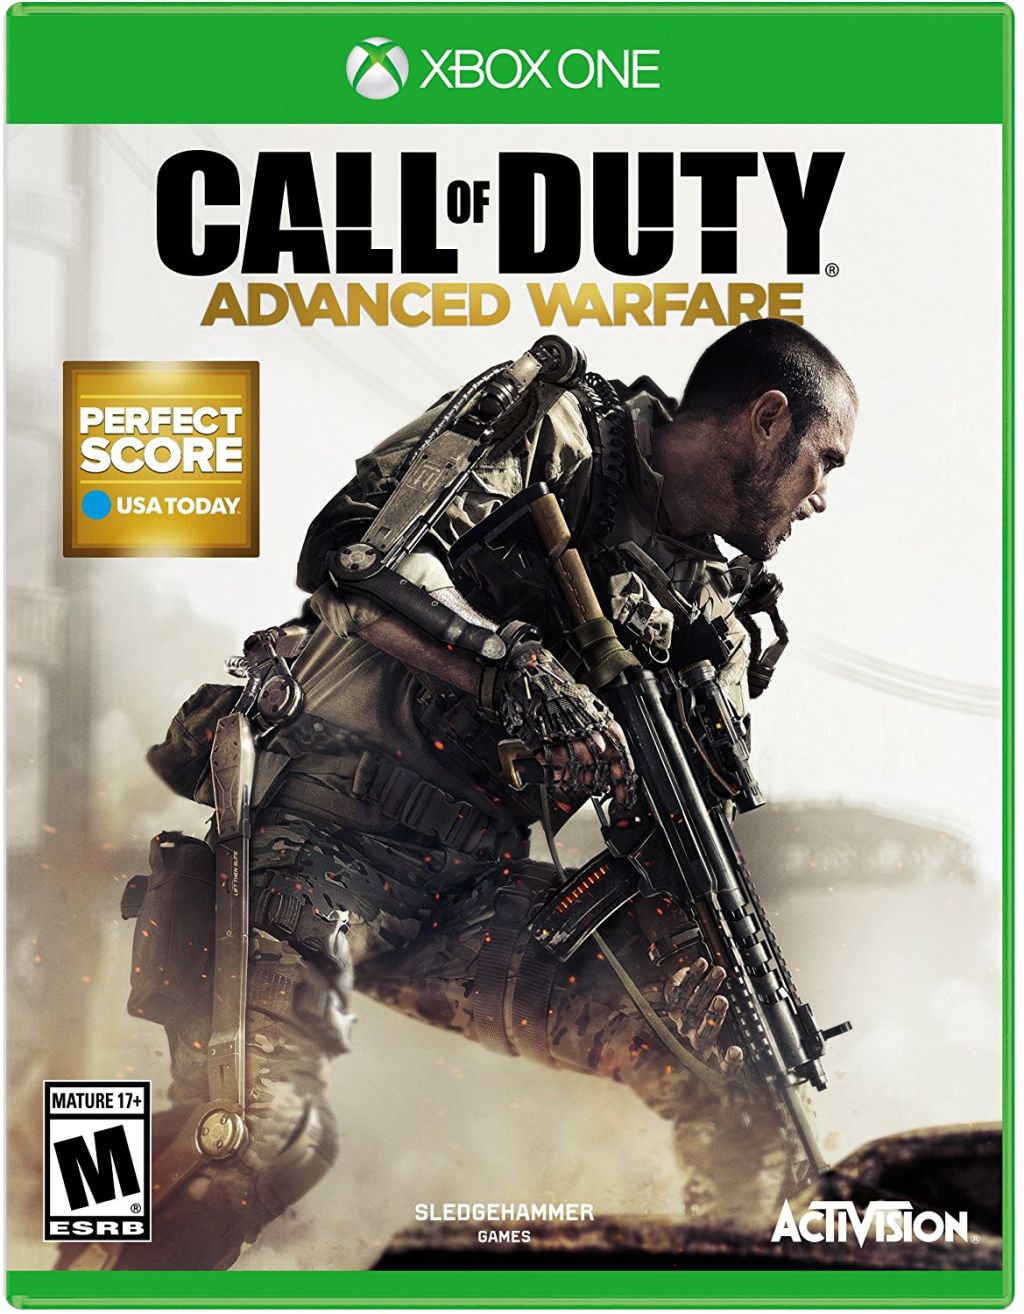 XBOX ONE
CALL OF DUTY®
ADVANCED WARFARE
PERFECT
SCORE
USA TODAY
MATURE 17+
M
ESRB
SLEDGEHAMMER
GAMES
ACTIVISION®